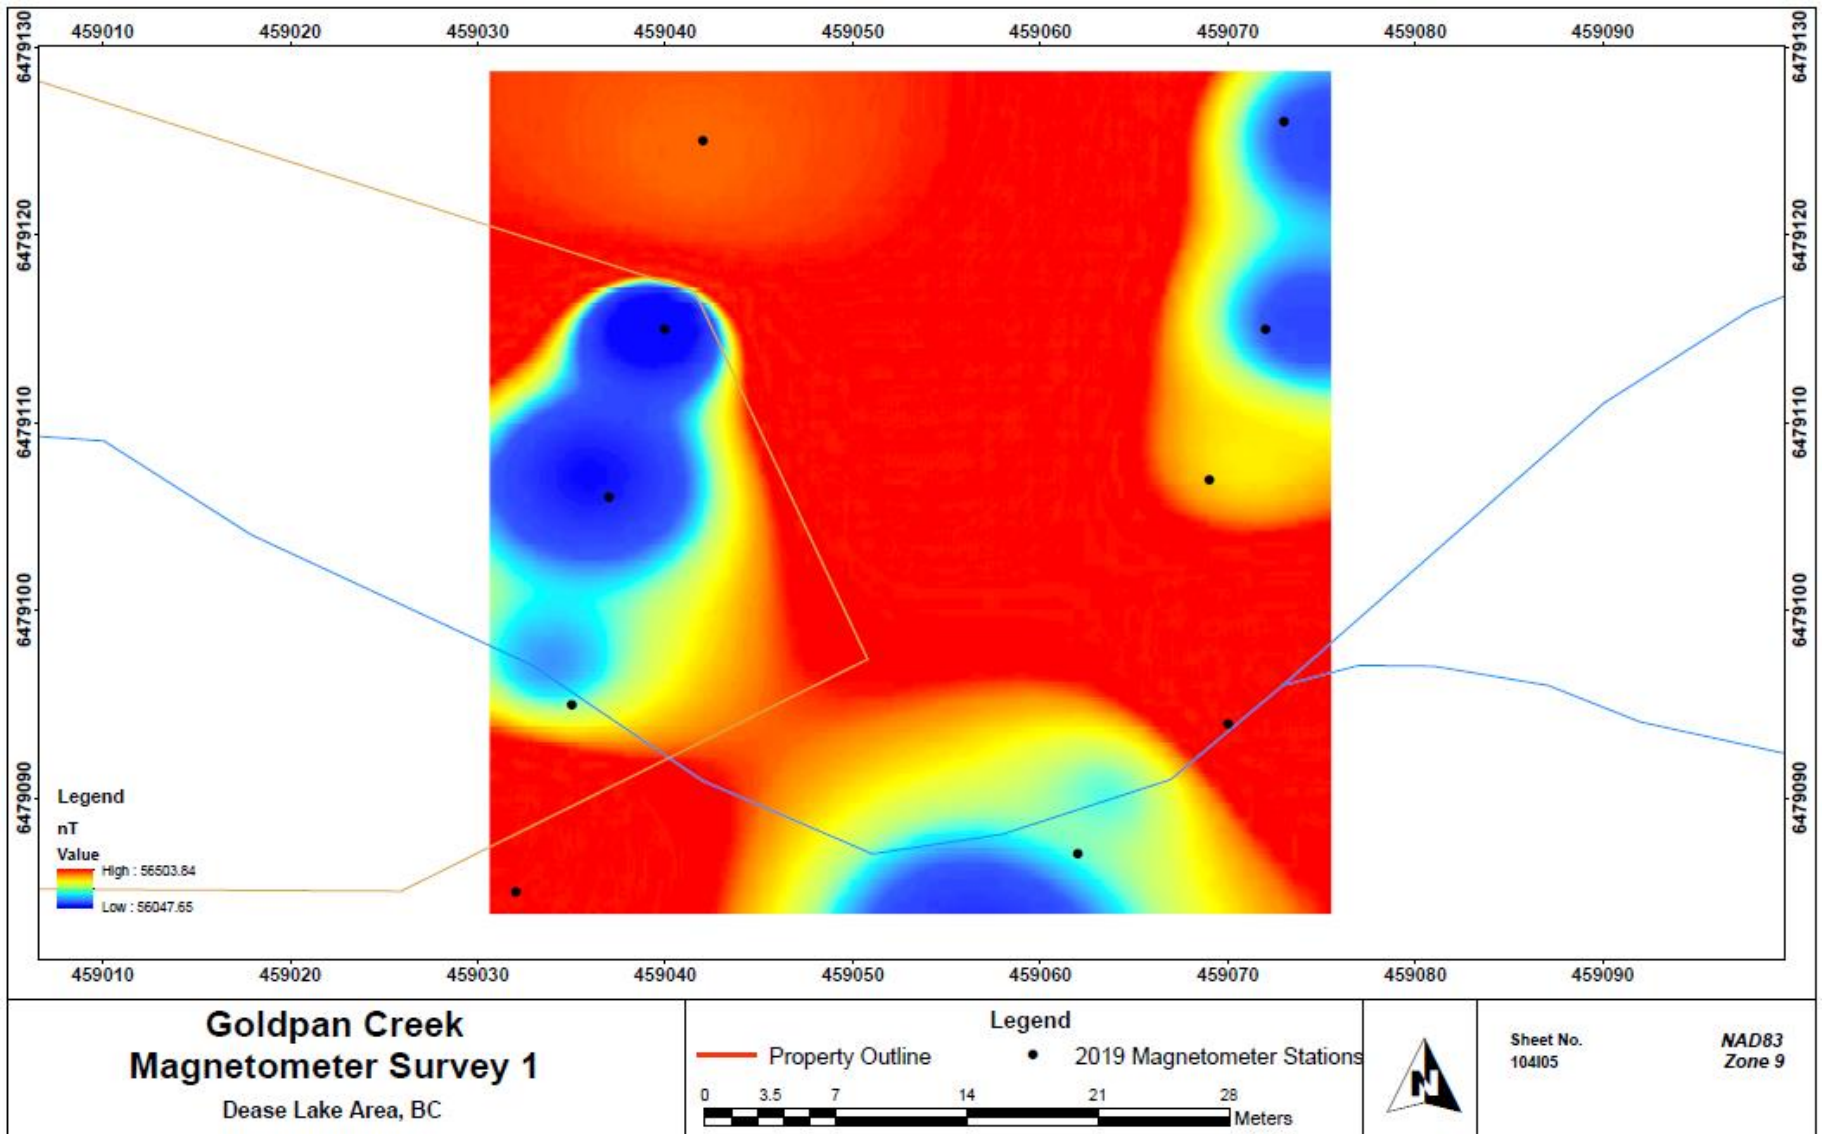 459010 459020 459030 459040 459050 459060 459070 459080 459090
6479130 6479130
6479120 6479120
6479110 6479110
6479100 6479100
6479090 6479090
Legend
nT
Value
High : 56503.84
Low : 56047.65
459010 459020 459030 459040 459050 459060 459070 459080 459090
Goldpan Creek
Magnetometer Survey 1
Dease Lake Area, BC
Legend
Property Outline
2019 Magnetometer Stations
0 3.5 7 14 21 28
Meters
N
Sheet No.
104I05
NAD83
Zone 9